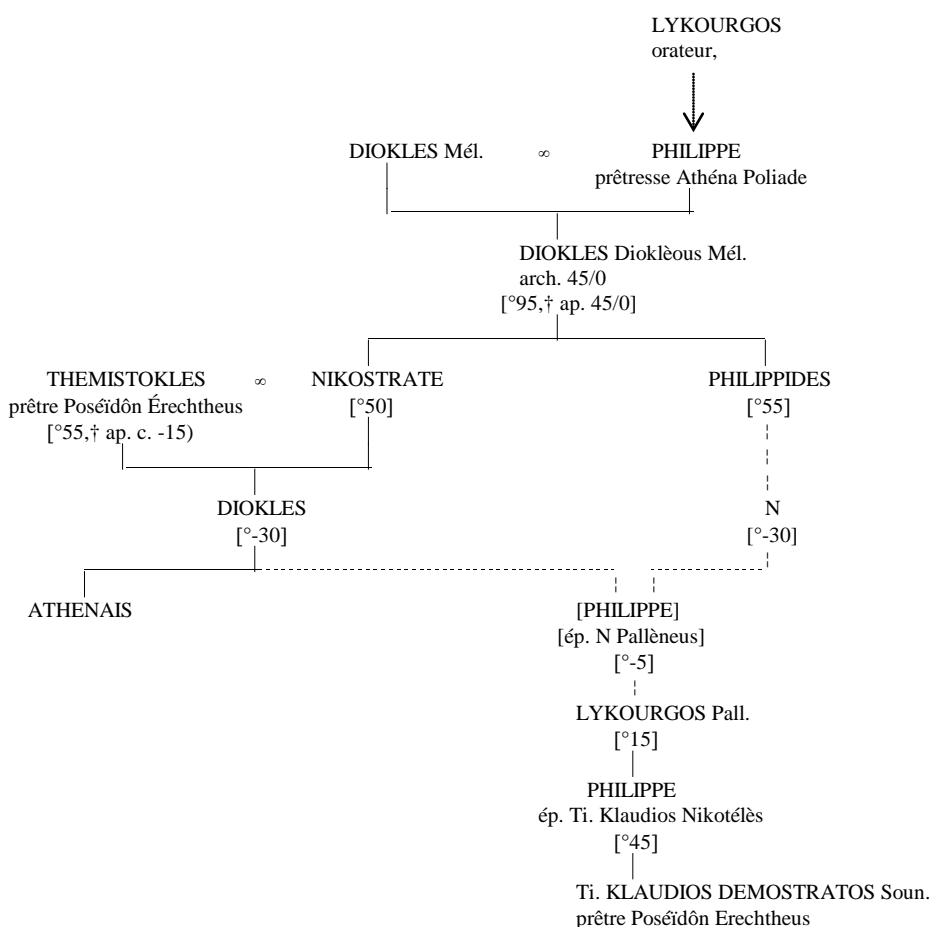 LYKOURGOS
orateur,
DIOKLES Mél. ∞ PHILIPPE
prêtresse Athéna Poliade
DIOKLES Dioklèous Mél.
arch. 45/0
[°95,† ap. 45/0]
THEMISTOKLES ∞ NIKOSTRATE PHILIPPIDES
prêtre Poséïdôn Érechtheus [°50] [°55]
[°55,† ap. c. -15)
DIOKLES N
[°-30] [°-30]
ATHENAIS [PHILIPPE]
[ép. N Pallèneus]
[°-5]
LYKOURGOS Pall.
[°15]
PHILIPPE
ép. Ti. Klaudios Nikotélès
[°45]
Ti. KLAUDIOS DEMOSTRATOS Soun.
prêtre Poséïdôn Erechtheus